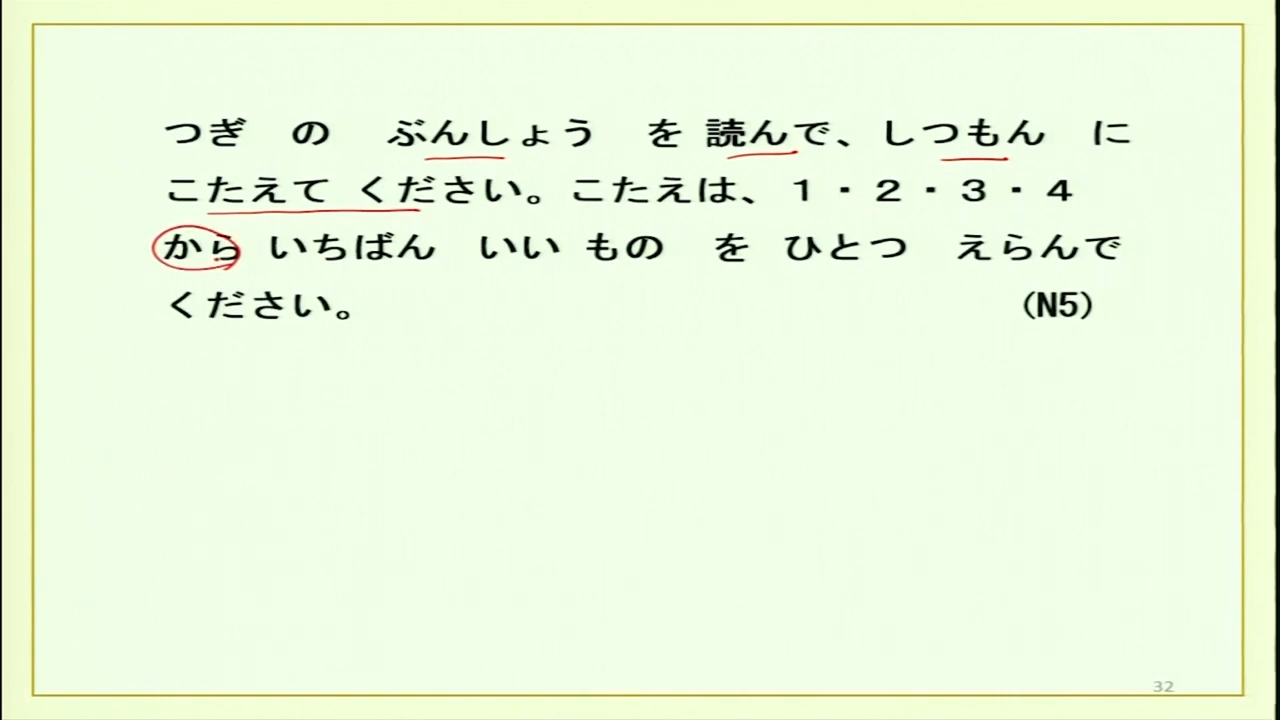 つぎ の ぶんしょう を 読んで、しつもん に
こたえて ください。こたえは、１・２・３・４
から いちばん いい もの を ひとつ えらんで
ください。 (N5)
32